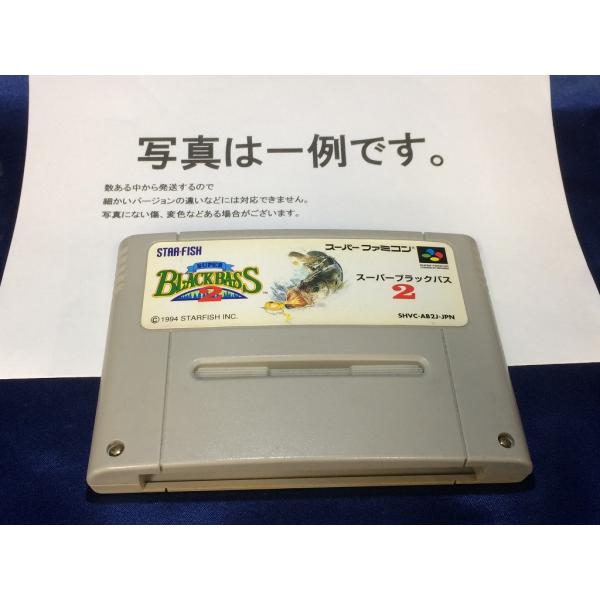 写真は一例です。
数ある中から発送するので
細かいバージョンの違いなどには対応できません。
写真にない傷、変色などある場合がございます。
STAR-FISH
スーパーファミコン
SUPER
BLACK BASS
2
スーパーブラックバス
2
©1994 STARFISH INC.
SHVC-AB2J-JPN